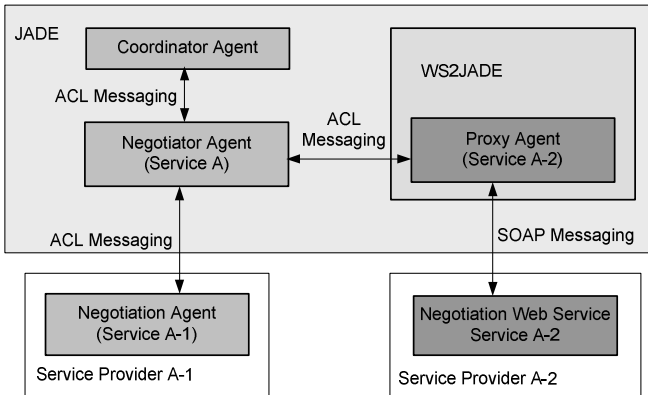 JADE
Coordinator Agent
ACL Messaging
Negotiator Agent
(Service A)
ACL
Messaging
WS2JADE
Proxy Agent
(Service A-2)
ACL Messaging
SOAP Messaging
Negotiation Agent
(Service A-1)
Service Provider A-1
Negotiation Web Service
Service A-2
Service Provider A-2